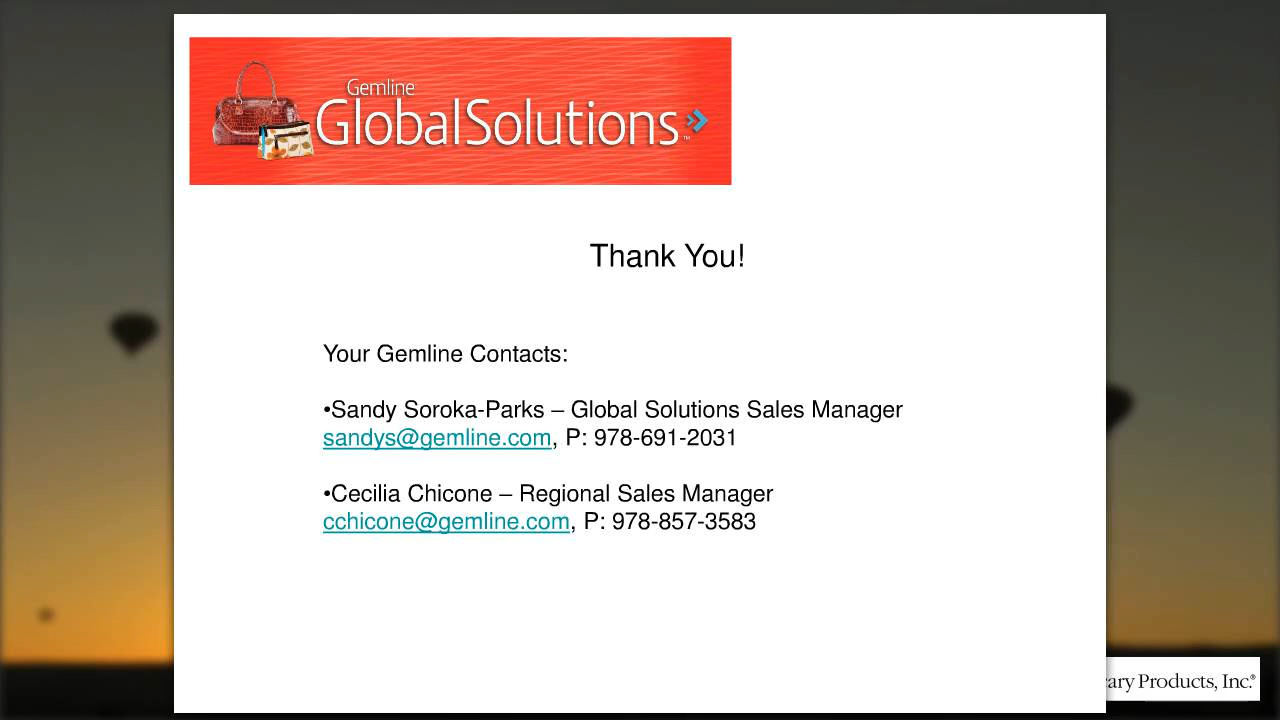 Gemline
GlobalSolutions™
Thank You!
Your Gemline Contacts:
•Sandy Soroka-Parks – Global Solutions Sales Manager
sandys@gemline.com, P: 978-691-2031
•Cecilia Chicone – Regional Sales Manager
cchicone@gemline.com, P: 978-857-3583
Products, Inc.®